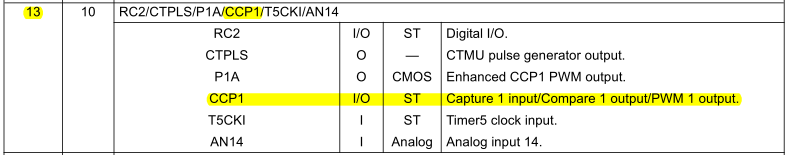 13 10 RC2/CTPLS/P1A/CCP1/T5CKI/AN14
RC2 I/O ST Digital I/O.
CTPLS O — CTMU pulse generator output.
P1A O CMOS Enhanced CCP1 PWM output.
CCP1 I/O ST Capture 1 input/Compare 1 output/PWM 1 output.
T5CKI I ST Timer5 clock input.
AN14 I Analog Analog input 14.